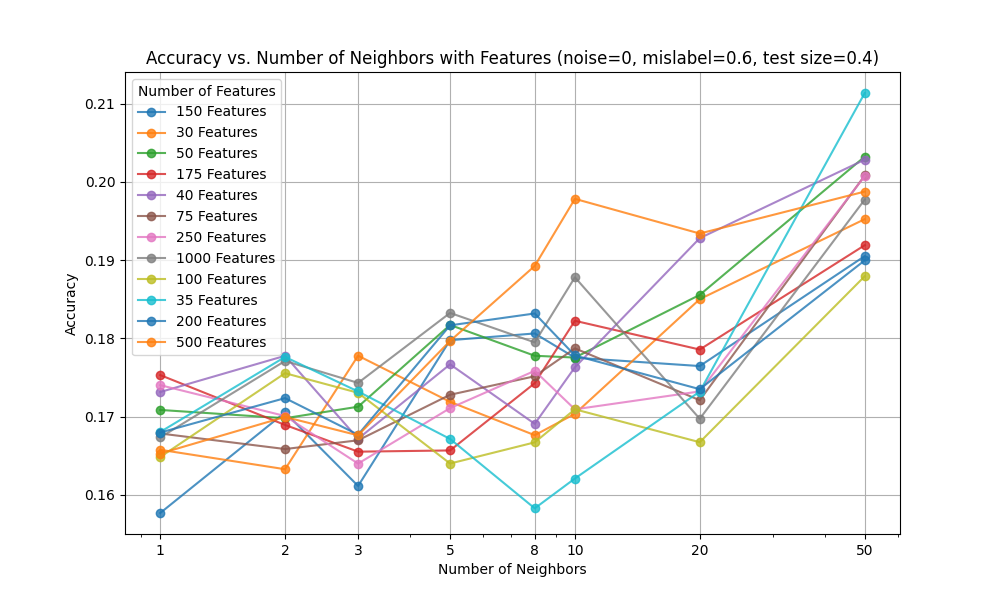 Accuracy vs. Number of Neighbors with Features (noise=0, mislabel=0.6, test size=0.4)
Number of Features
150 Features
30 Features
50 Features
175 Features
40 Features
75 Features
250 Features
1000 Features
100 Features
35 Features
200 Features
500 Features
Accuracy
0.21
0.20
0.19
0.18
0.17
0.16
1 2 3 5 8 10 20 50
Number of Neighbors